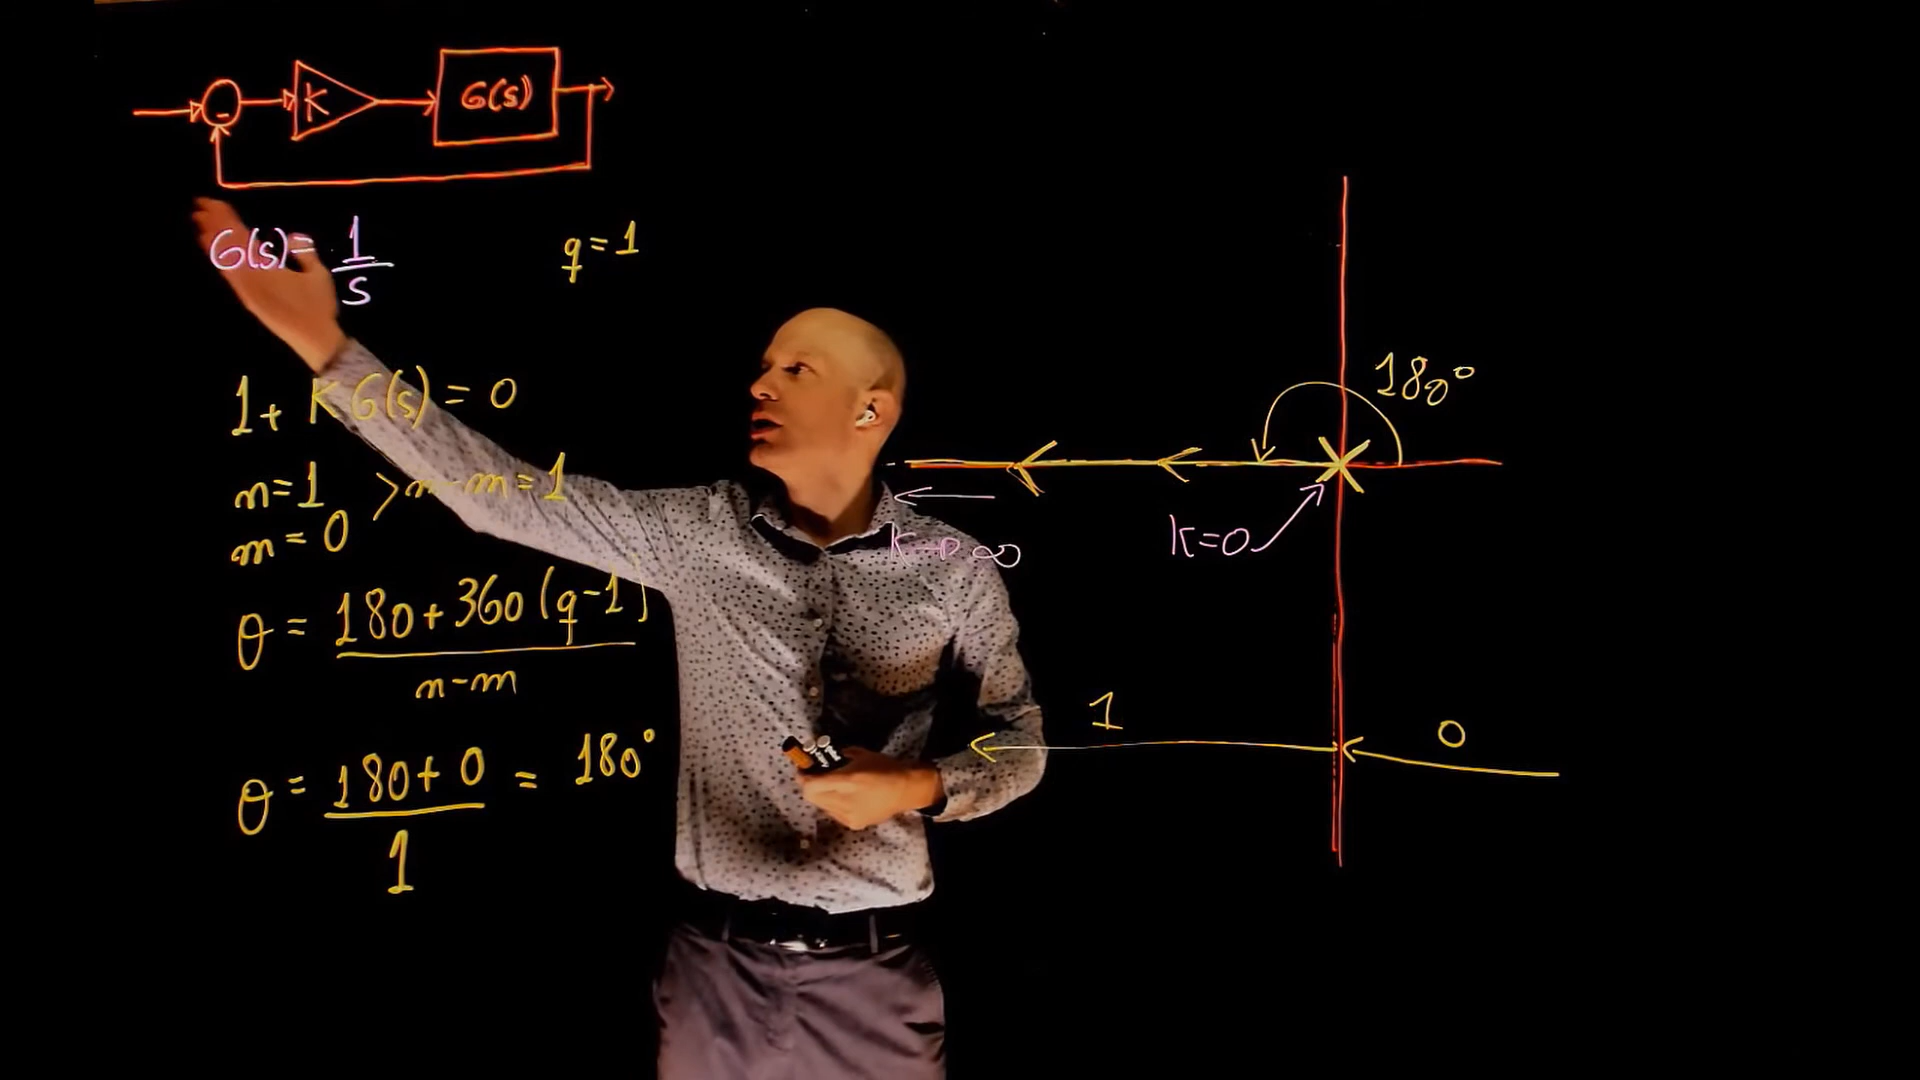 K
G(s)
-
G(s) = 1/s
q = 1
1 + KG(s) = 0
n=1 > n-m = 1
m = 0
θ = (180+360(q-1))/(n-m)
θ = (180+0)/1 = 180°
180°
K→∞
K=0
1
0